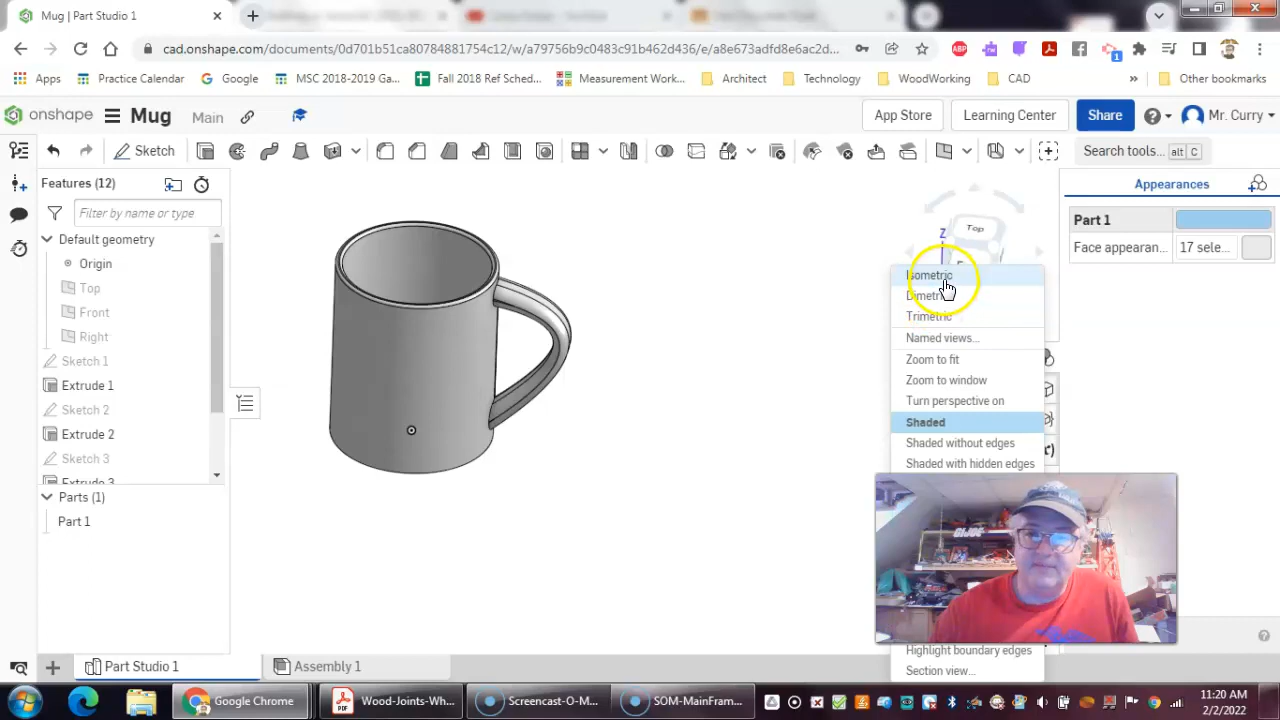 Mug | Part Studio 1
cad.onshape.com/documents/0d701b51ca80784881754c12/w/a79756b9c0483c91b462d436/e/a8e673adfd8e6ac2d...
Apps
Practice Calendar
Google
MSC 2018-2019 Ga...
Fall 2018 Ref Sched...
Measurement Work...
Architect
Technology
WoodWorking
CAD
Other bookmarks
onshape
Mug
Main
App Store
Learning Center
Share
Mr. Curry
Sketch
Search tools... alt C
Features (12)
Filter by name or type
Default geometry
Origin
Top
Front
Right
Sketch 1
Extrude 1
Sketch 2
Extrude 2
Sketch 3
Extrude 3
Parts (1)
Part 1
Top
Z
Isometric
Dimetric
Trimetric
Named views...
Zoom to fit
Zoom to window
Turn perspective on
Shaded
Shaded without edges
Shaded with hidden edges
Highlight boundary edges
Section view...
Appearances
Part 1
Face appearan...
17 sele...
GI JOE
Part Studio 1
Assembly 1
Google Chrome
Wood-Joints-Wh...
Screencast-O-M...
SOM-MainFram...
11:20 AM
2/2/2022